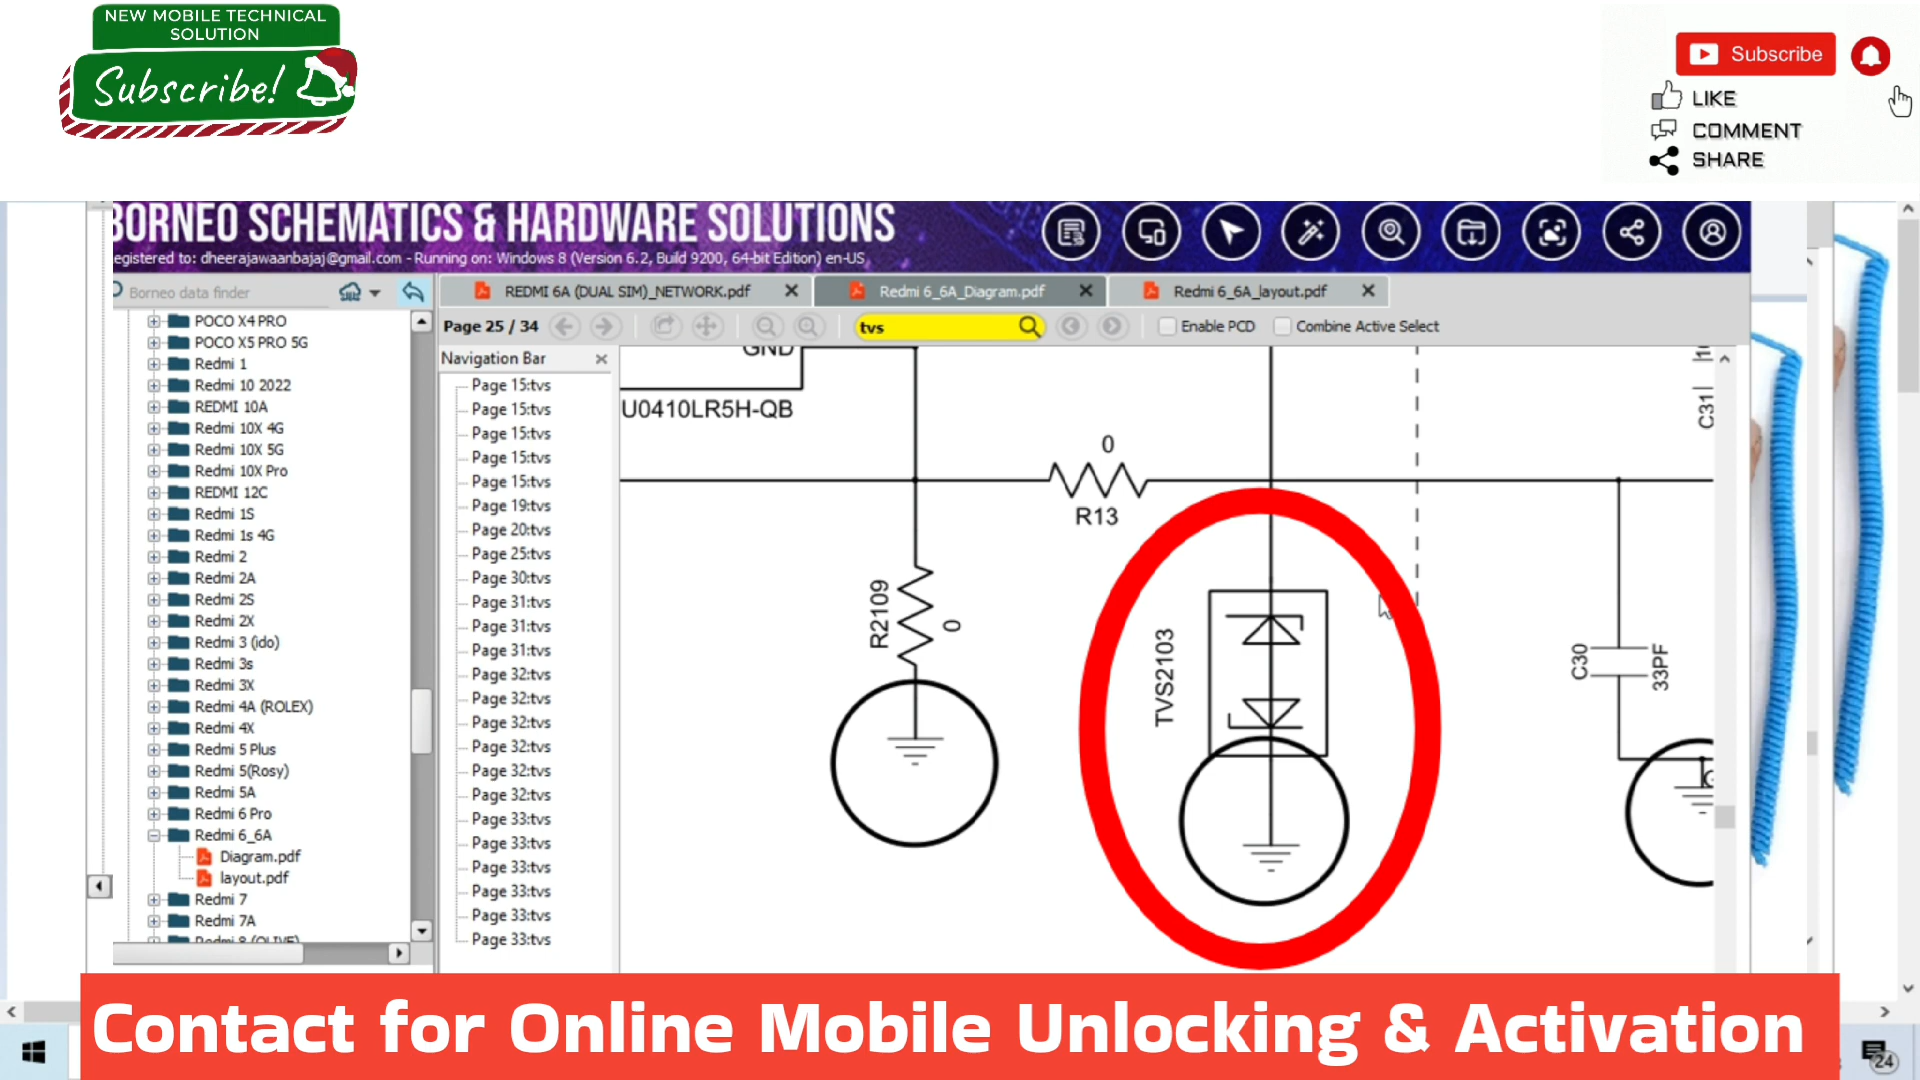 NEW MOBILE TECHNICAL
SOLUTION
Subscribe!
Subscribe
LIKE
COMMENT
SHARE
BORNEO SCHEMATICS & HARDWARE SOLUTIONS
egistered to: dheerajawaanbajaj@gmail.com - Running on: Windows 8 (Version 6.2, Build 9200, 64-bit Edition) en-US,
Borneo data finder
REDMI 6A (DUAL SIM)_NETWORK.pdf
Redmi 6_6A_Diagram.pdf
Redmi 6_6A_layout.pdf
Page 25 / 34
tvs
Enable PCD
Combine Active Select
POCO X4 PRO
POCO X5 PRO 5G
Redmi 1
Redmi 10 2022
REDMI 10A
Redmi 10X 4G
Redmi 10X 5G
Redmi 10X Pro
REDMI 12C
Redmi 1S
Redmi 1s 4G
Redmi 2
Redmi 2A
Redmi 2S
Redmi 2X
Redmi 3 (ido)
Redmi 3s
Redmi 3X
Redmi 4A (ROLEX)
Redmi 4X
Redmi 5 Plus
Redmi 5(Rosy)
Redmi 5A
Redmi 6 Pro
Redmi 6_6A
Diagram.pdf
layout.pdf
Redmi 7
Redmi 7A
Redmi 8 (OLIVE)
Navigation Bar
Page 15:tvs
Page 15:tvs
Page 15:tvs
Page 15:tvs
Page 15:tvs
Page 19:tvs
Page 20:tvs
Page 25:tvs
Page 30:tvs
Page 31:tvs
Page 31:tvs
Page 31:tvs
Page 32:tvs
Page 32:tvs
Page 32:tvs
Page 32:tvs
Page 32:tvs
Page 32:tvs
Page 33:tvs
Page 33:tvs
Page 33:tvs
Page 33:tvs
Page 33:tvs
Page 33:tvs
GND
U0410LR5H-QB
0
R13
R2109
0
TVS2103
C30
33PF
C31
Contact for Online Mobile Unlocking & Activation
24